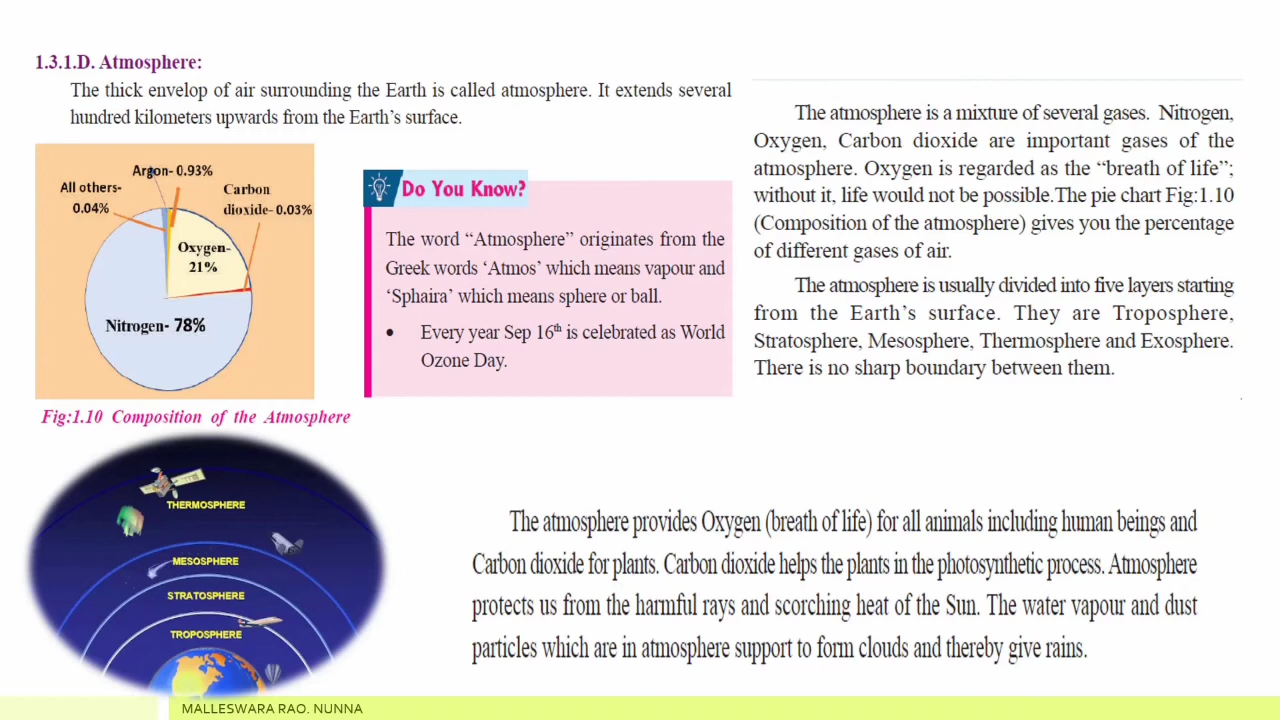 1.3.1.D. Atmosphere:
The thick envelop of air surrounding the Earth is called atmosphere. It extends several
hundred kilometers upwards from the Earth's surface.
Argon- 0.93%
All others-
0.04%
Carbon
dioxide- 0.03%
Oxygen-
21%
Nitrogen- 78%
Fig:1.10 Composition of the Atmosphere
Do You Know?
The word “Atmosphere” originates from the
Greek words ‘Atmos’ which means vapour and
‘Sphaira’ which means sphere or ball.
• Every year Sep 16th is celebrated as World
Ozone Day.
The atmosphere is a mixture of several gases. Nitrogen,
Oxygen, Carbon dioxide are important gases of the
atmosphere. Oxygen is regarded as the “breath of life”;
without it, life would not be possible.The pie chart Fig:1.10
(Composition of the atmosphere) gives you the percentage
of different gases of air.
The atmosphere is usually divided into five layers starting
from the Earth’s surface. They are Troposphere,
Stratosphere, Mesosphere, Thermosphere and Exosphere.
There is no sharp boundary between them.
THERMOSPHERE
MESOSPHERE
STRATOSPHERE
TROPOSPHERE
The atmosphere provides Oxygen (breath of life) for all animals including human beings and
Carbon dioxide for plants. Carbon dioxide helps the plants in the photosynthetic process. Atmosphere
protects us from the harmful rays and scorching heat of the Sun. The water vapour and dust
particles which are in atmosphere support to form clouds and thereby give rains.
MALLESWARA RAO. NUNNA